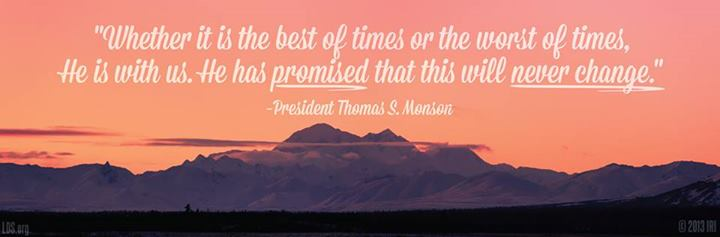 "Whether it is the best of times or the worst of times,
He is with us. He has promised that this will never change."
-President Thomas S. Monson
LDS.org
© 2013 IRI